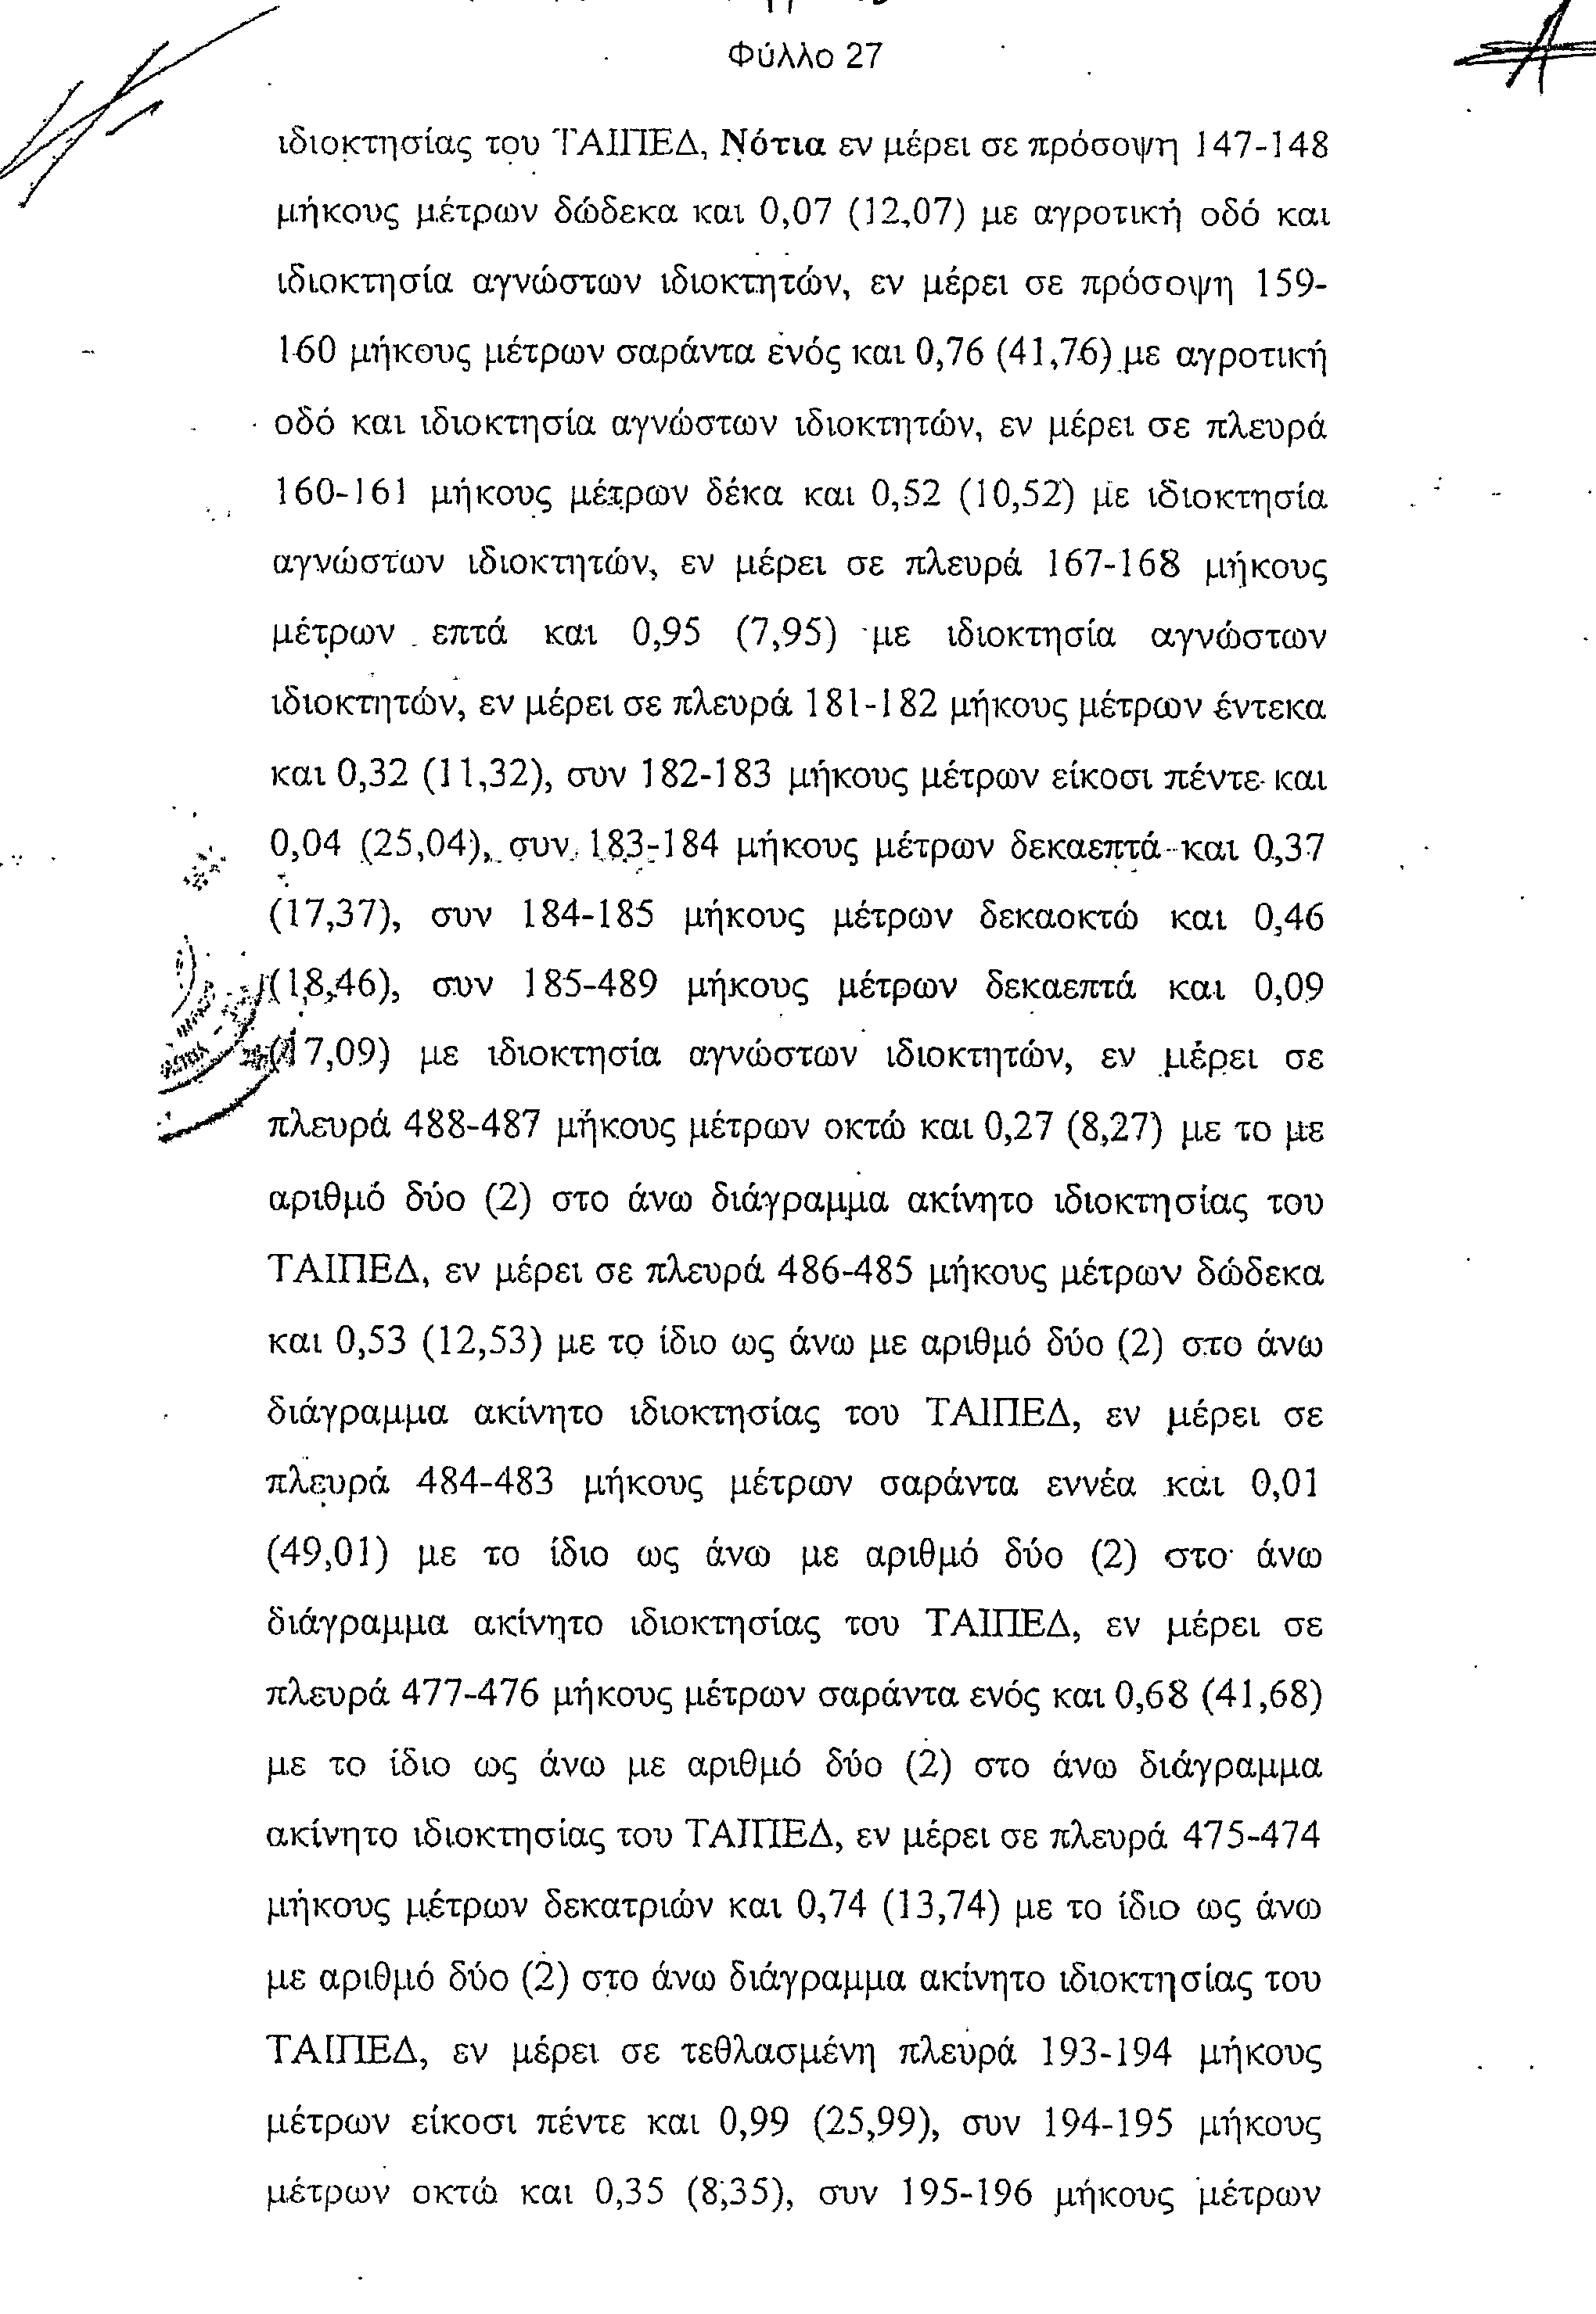 Φύλλο 27
ιδιοκτησίας του ΤΑΙΠΕΔ, Νότια εν μέρει σε πρόσοψη 147-148
μήκους μέτρων δώδεκα και 0,07 (12,07) με αγροτική οδό και
ιδιοκτησία αγνώστων ιδιοκτητών, εν μέρει σε πρόσοψη 159-
160 μήκους μέτρων σαράντα ενός και 0,76 (41,76) με αγροτική
οδό και ιδιοκτησία αγνώστων ιδιοκτητών, εν μέρει σε πλευρά
160-161 μήκους μέτρων δέκα και 0,52 (10,52) με ιδιοκτησία
αγνώστων ιδιοκτητών, εν μέρει σε πλευρά 167-168 μήκους
μέτρων επτά και 0,95 (7,95) με ιδιοκτησία αγνώστων
ιδιοκτητών, εν μέρει σε πλευρά 181-182 μήκους μέτρων έντεκα
και 0,32 (11,32), συν 182-183 μήκους μέτρων είκοσι πέντε και
0,04 (25,04), συν 183-184 μήκους μέτρων δεκαεπτά και 0,37
(17,37), συν 184-185 μήκους μέτρων δεκαοκτώ και 0,46
(18,46), συν 185-489 μήκους μέτρων δεκαεπτά και 0,09
(17,09) με ιδιοκτησία αγνώστων ιδιοκτητών, εν μέρει σε
πλευρά 488-487 μήκους μέτρων οκτώ και 0,27 (8,27) με το με
αριθμό δύο (2) στο άνω διάγραμμα ακίνητο ιδιοκτησίας του
ΤΑΙΠΕΔ, εν μέρει σε πλευρά 486-485 μήκους μέτρων δώδεκα
και 0,53 (12,53) με το ίδιο ως άνω με αριθμό δύο (2) στο άνω
διάγραμμα ακίνητο ιδιοκτησίας του ΤΑΙΠΕΔ, εν μέρει σε
πλευρά 484-483 μήκους μέτρων σαράντα εννέα και 0,01
(49,01) με το ίδιο ως άνω με αριθμό δύο (2) στο άνω
διάγραμμα ακίνητο ιδιοκτησίας του ΤΑΙΠΕΔ, εν μέρει σε
πλευρά 477-476 μήκους μέτρων σαράντα ενός και 0,68 (41,68)
με το ίδιο ως άνω με αριθμό δύο (2) στο άνω διάγραμμα
ακίνητο ιδιοκτησίας του ΤΑΙΠΕΔ, εν μέρει σε πλευρά 475-474
μήκους μέτρων δεκατριών και 0,74 (13,74) με το ίδιο ως άνω
με αριθμό δύο (2) στο άνω διάγραμμα ακίνητο ιδιοκτησίας του
ΤΑΙΠΕΔ, εν μέρει σε τεθλασμένη πλευρά 193-194 μήκους
μέτρων είκοσι πέντε και 0,99 (25,99), συν 194-195 μήκους
μέτρων οκτώ και 0,35 (8,35), συν 195-196 μήκους μέτρων